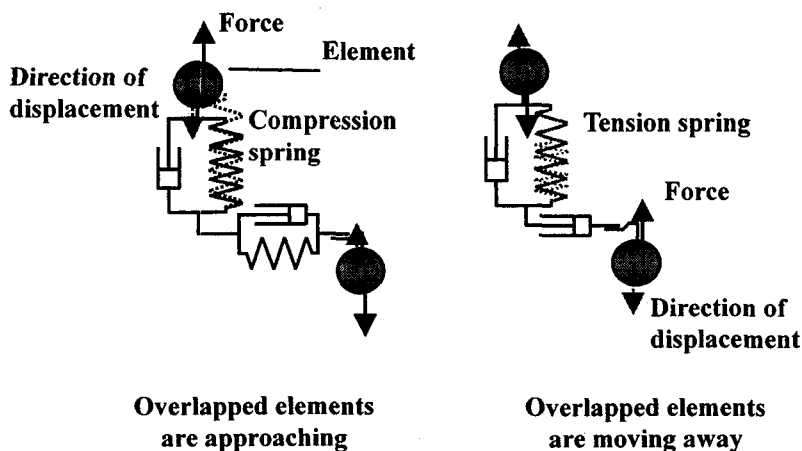 Force
Element
Direction of
displacement
Compression
spring
Overlapped elements
are approaching
Tension spring
Force
Direction of
displacement
Overlapped elements
are moving away